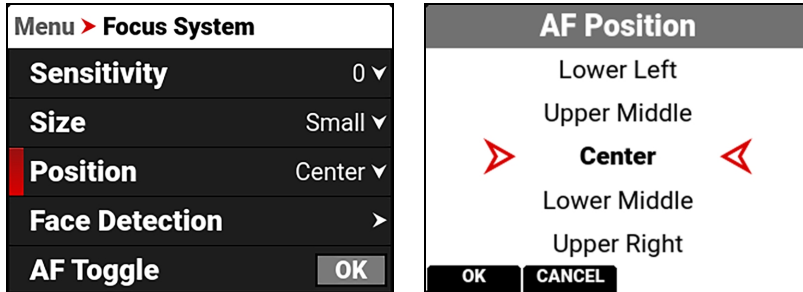 Menu ➤ Focus System
Sensitivity 0
Size Small
Position Center
Face Detection
AF Toggle OK
AF Position
Lower Left
Upper Middle
Center
Lower Middle
Upper Right
OK CANCEL